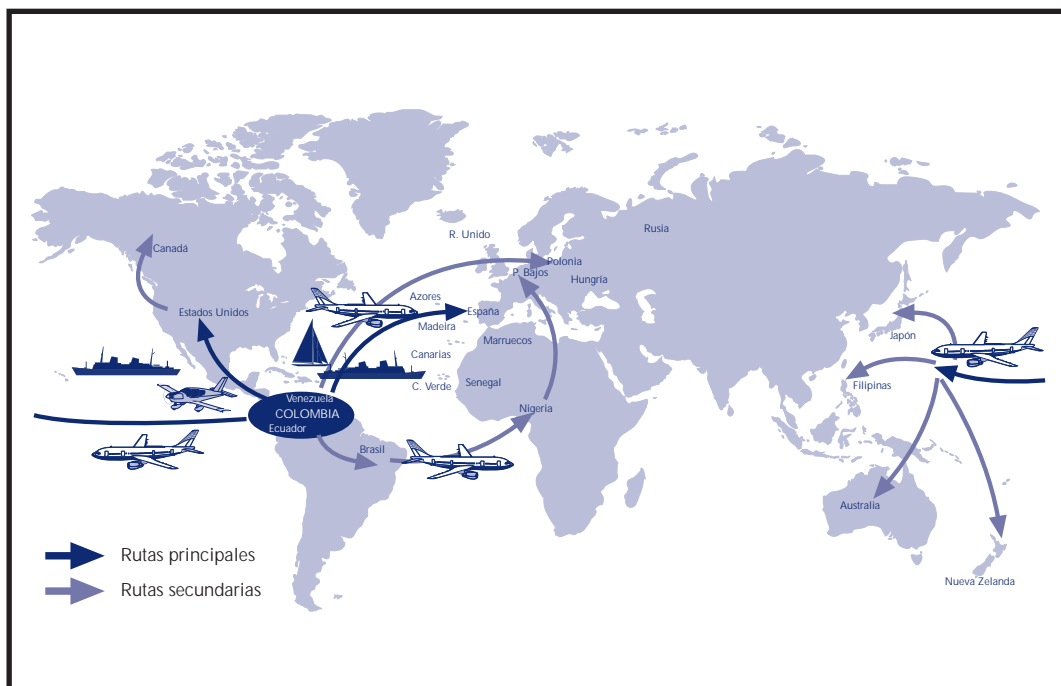 R. Unido
Rusia
Canadá
Polonia
P. Bajos
Hungría
Azores
Estados Unidos
España
Madeira
Marruecos
Japón
Canarias
C. Verde
Senegal
Filipinas
Venezuela
COLOMBIA
Ecuador
Nigeria
Brasil
Australia
Rutas principales
Nueva Zelanda
Rutas secundarias